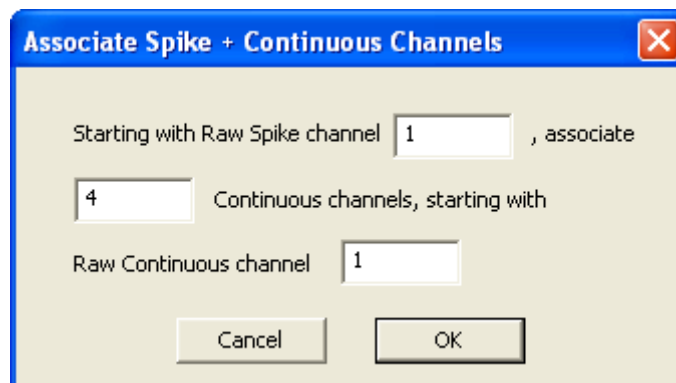 Associate Spike + Continuous Channels
Starting with Raw Spike channel 1 , associate
4 Continuous channels, starting with
Raw Continuous channel 1
Cancel OK